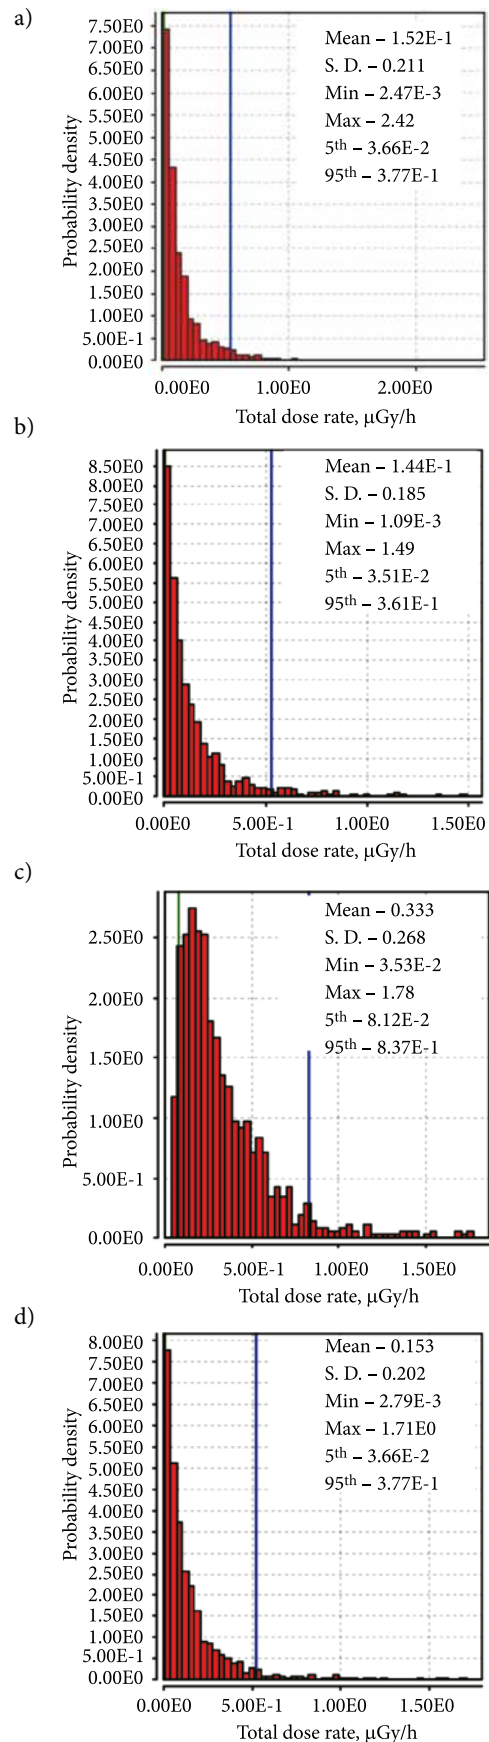 a)
7.50E0
7.00E0
6.50E0
6.00E0
5.50E0
5.00E0
4.50E0
4.00E0
3.50E0
3.00E0
2.50E0
2.00E0
1.50E0
1.00E0
5.00E-1
0.00E0
Probability density
Mean – 1.52E-1
S. D. – 0.211
Min – 2.47E-3
Max – 2.42
5th – 3.66E-2
95th – 3.77E-1
0.00E0 1.00E0 2.00E0
Total dose rate, μGy/h
b)
8.50E0
8.00E0
7.50E0
7.00E0
6.50E0
6.00E0
5.50E0
5.00E0
4.50E0
4.00E0
3.50E0
3.00E0
2.50E0
2.00E0
1.50E0
1.00E0
5.00E-1
0.00E0
Probability density
Mean – 1.44E-1
S. D. – 0.185
Min – 1.09E-3
Max – 1.49
5th – 3.51E-2
95th – 3.61E-1
0.00E0 5.00E-1 1.00E0 1.50E0
Total dose rate, μGy/h
c)
2.50E0
2.00E0
1.50E0
1.00E0
5.00E-1
0.00E0
Probability density
Mean – 0.333
S. D. – 0.268
Min – 3.53E-2
Max – 1.78
5th – 8.12E-2
95th – 8.37E-1
0.00E0 5.00E-1 1.00E0 1.50E0
Total dose rate, μGy/h
d)
8.00E0
7.50E0
7.00E0
6.50E0
6.00E0
5.50E0
5.00E0
4.50E0
4.00E0
3.50E0
3.00E0
2.50E0
2.00E0
1.50E0
1.00E0
5.00E-1
0.00E0
Probability density
Mean – 0.153
S. D. – 0.202
Min – 2.79E-3
Max – 1.71E0
5th – 3.66E-2
95th – 3.77E-1
0.00E0 5.00E-1 1.00E0 1.50E0
Total dose rate, μGy/h